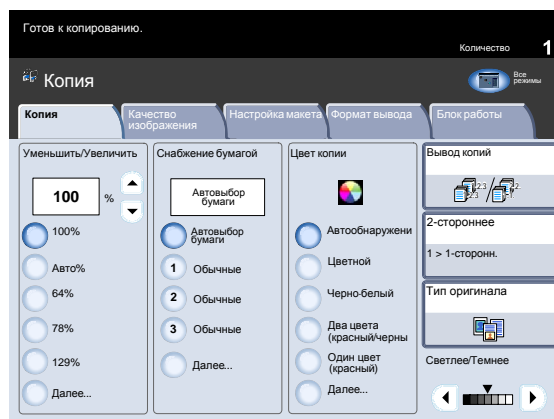 Готов к копированию.
Количество 1
Копия
Все
режимы
Копия
Качество
изображения
Настройка макета
Формат вывода
Блок работы
Уменьшить/Увеличить
100 %
100%
Авто%
64%
78%
129%
Далее...
Снабжение бумагой
Автовыбор
бумаги
Автовыбор
бумаги
1 Обычные
2 Обычные
3 Обычные
Далее...
Цвет копии
Автообнаружени
Цветной
Черно-белый
Два цвета
(красный/черны
Один цвет
(красный)
Далее...
Вывод копий
2-стороннее
1 > 1-сторонн.
Тип оригинала
Светлее/Темнее